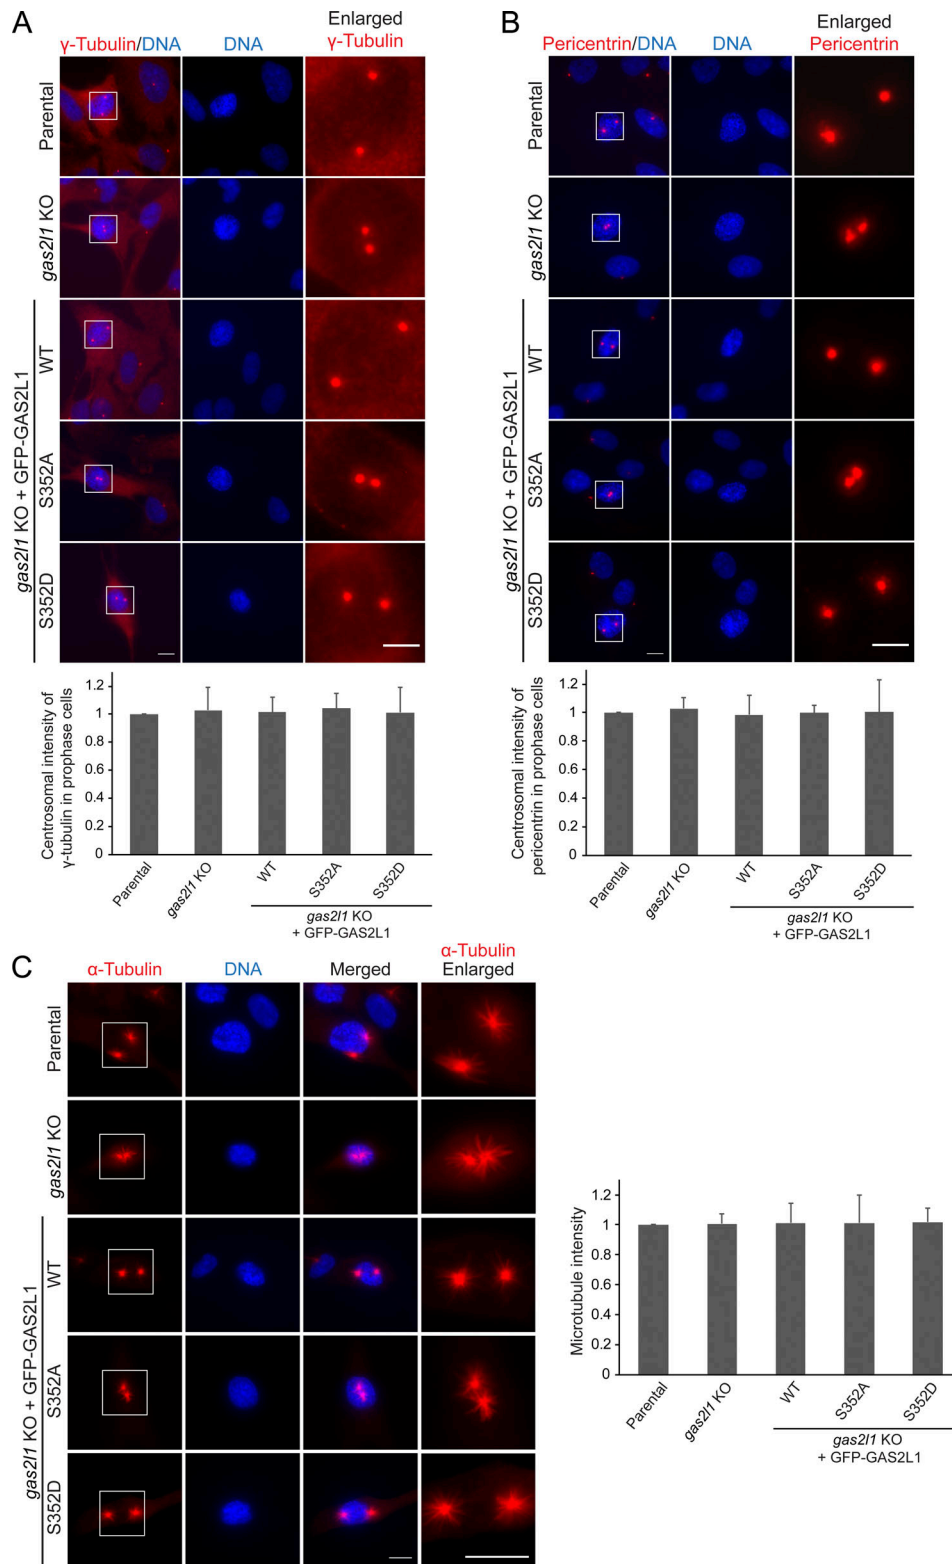 A
γ-Tubulin/DNA
DNA
Enlarged
γ-Tubulin
Parental
gas2l1 KO
WT
S352A
S352D
gas2l1 KO + GFP-GAS2L1
Centrosomal intensity of
γ-tubulin in prophase cells
1.2
1
0.8
0.6
0.4
0.2
0
Parental
gas2l1 KO
WT
S352A
S352D
gas2l1 KO
+ GFP-GAS2L1
B
Pericentrin/DNA
DNA
Enlarged
Pericentrin
Parental
gas2l1 KO
WT
S352A
S352D
gas2l1 KO + GFP-GAS2L1
Centrosomal intensity of
pericentrin in prophase cells
1.2
1
0.8
0.6
0.4
0.2
0
Parental
gas2l1 KO
WT
S352A
S352D
gas2l1 KO
+ GFP-GAS2L1
C
α-Tubulin
DNA
Merged
α-Tubulin
Enlarged
Parental
gas2l1 KO
WT
S352A
S352D
gas2l1 KO + GFP-GAS2L1
Microtubule intensity
1.2
1
0.8
0.6
0.4
0.2
0
Parental
gas2l1 KO
WT
S352A
S352D
gas2l1 KO
+ GFP-GAS2L1